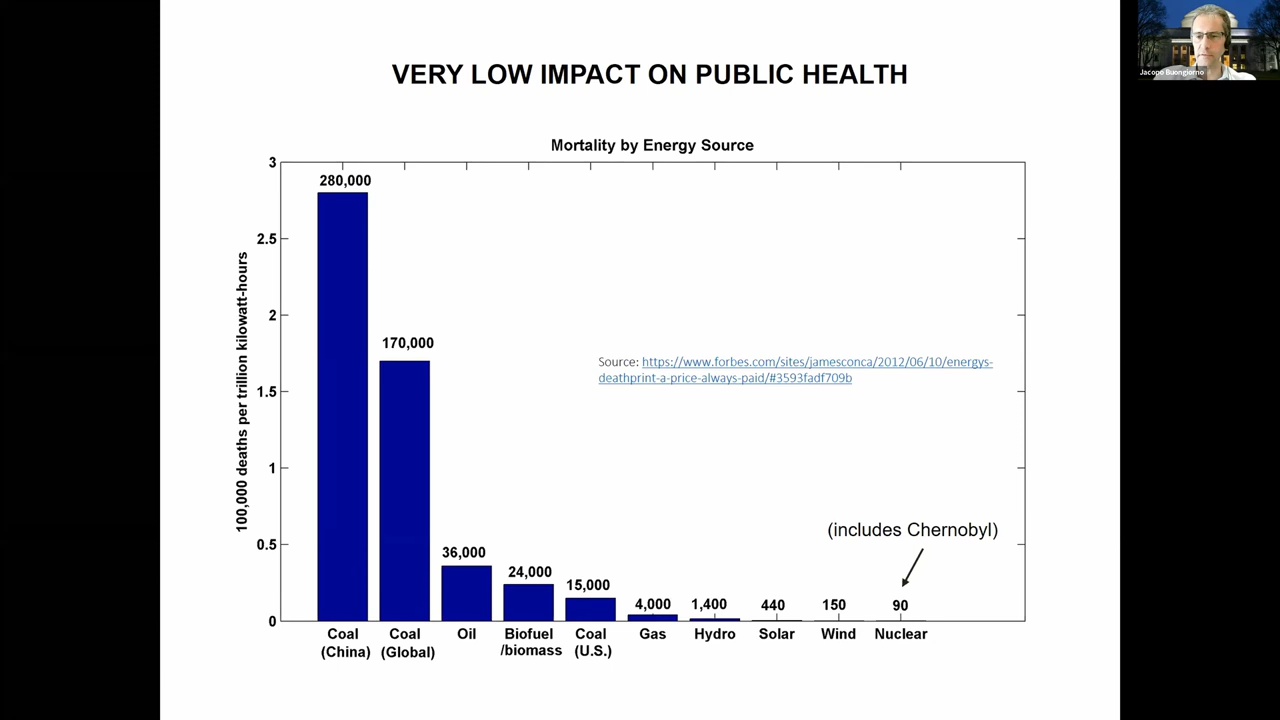 VERY LOW IMPACT ON PUBLIC HEALTH
Jacopo Buongiorno
Mortality by Energy Source
100,000 deaths per trillion kilowatt-hours
3
2.5
2
1.5
1
0.5
0
280,000
170,000
36,000
24,000
15,000
4,000
1,400
440
150
90
Source: https://www.forbes.com/sites/jamesconca/2012/06/10/energys-
deathprint-a-price-always-paid/#3593fadf709b
(includes Chernobyl)
Coal
(China)
Coal
(Global)
Oil
Biofuel
/biomass
Coal
(U.S.)
Gas
Hydro
Solar
Wind
Nuclear